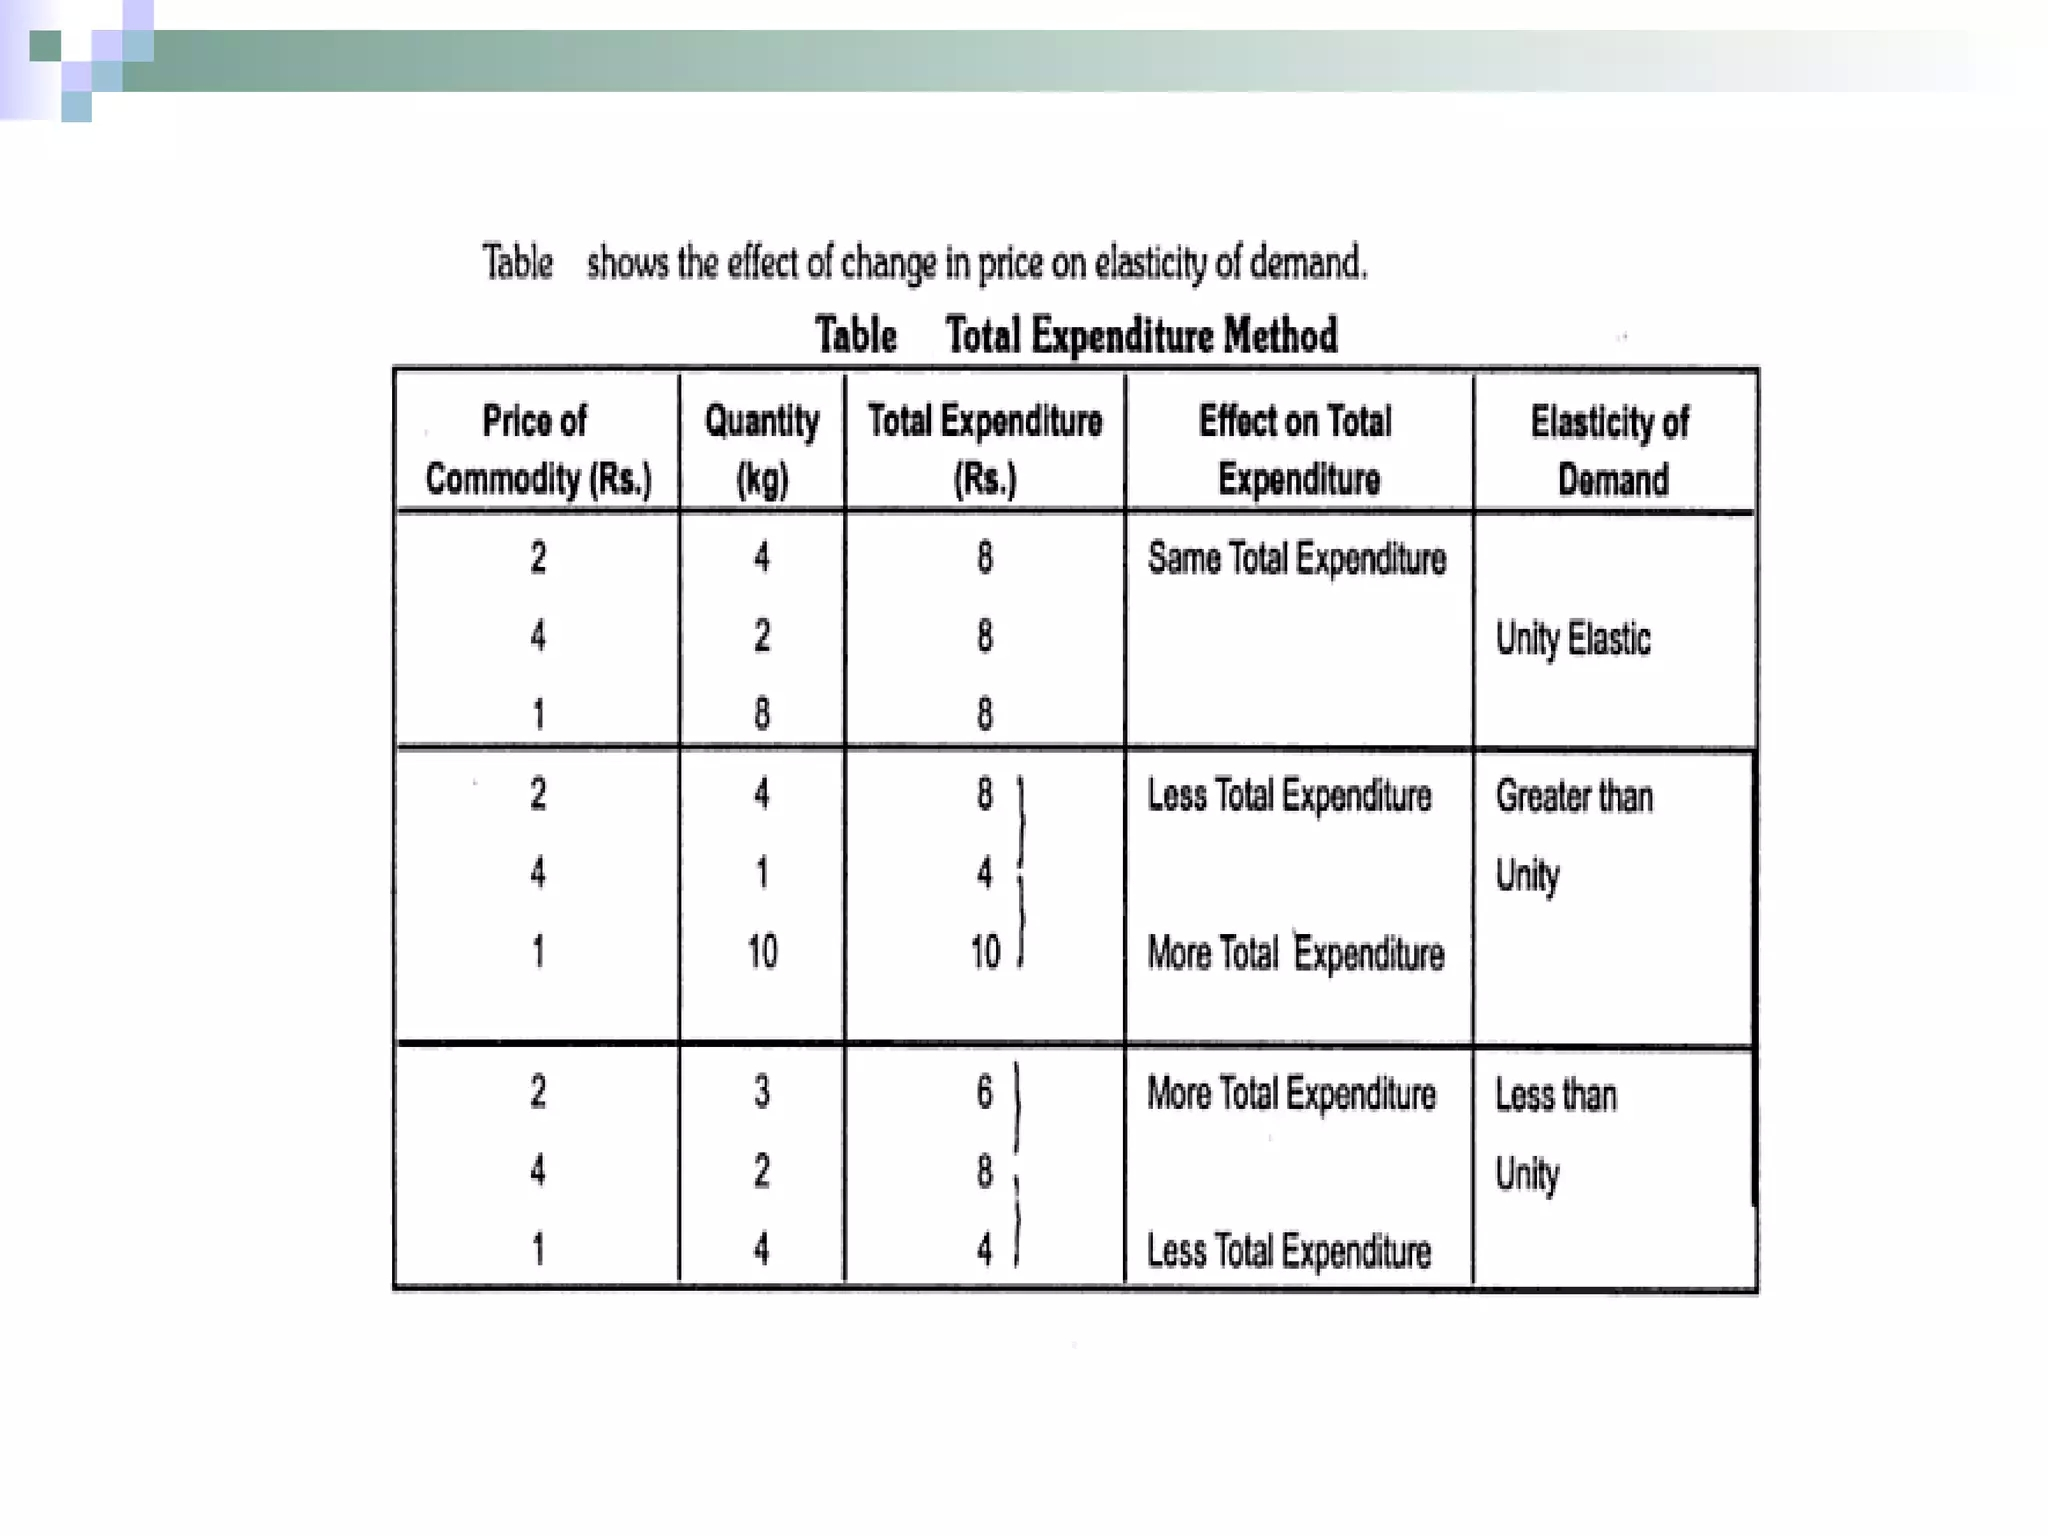 Table shows the effect of change in price on elasticity of demand.
Table Total Expenditure Method
Price of Commodity (Rs.) Quantity (kg) Total Expenditure (Rs.) Effect on Total Expenditure Elasticity of Demand
2 4 8 Same Total Expenditure
4 2 8 Unity Elastic
1 8 8
2 4 8 Less Total Expenditure Greater than
4 1 4 Unity
1 10 10 More Total Expenditure
2 3 6 More Total Expenditure Less than
4 2 8 Unity
1 4 4 Less Total Expenditure